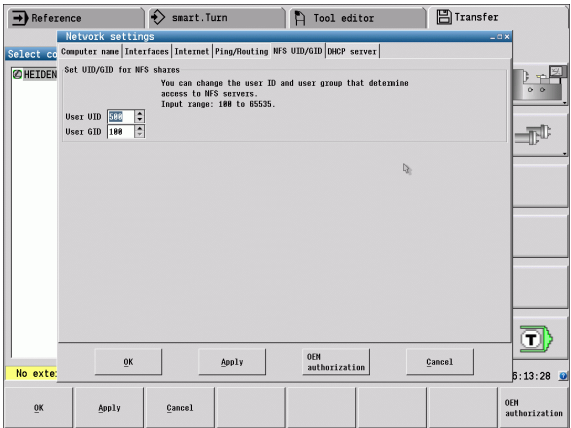 Reference
smart.Turn
Tool editor
Transfer
Network settings
Select co
Computer name Interfaces Internet Ping/Routing NFS UID/GID DHCP server
HEIDEN
Set UID/GID for NFS shares
You can change the user ID and user group that determine
access to NFS servers.
Input range: 100 to 65535.
User UID 500
User GID 100
T
OK Apply OEM authorization Cancel
No exte
6:13:28
OK Apply Cancel OEM authorization